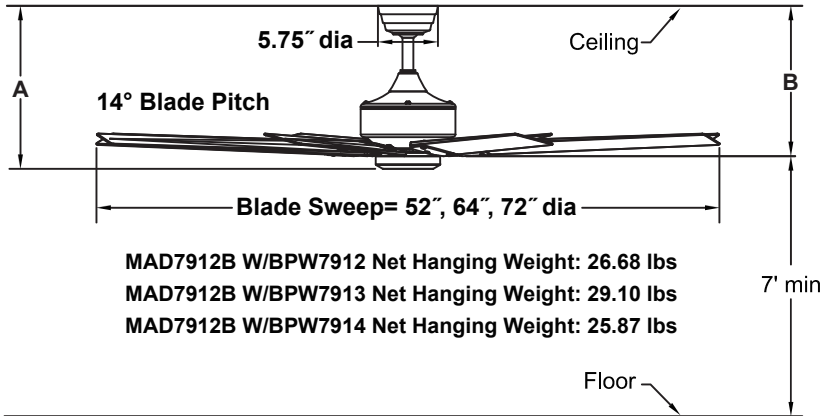 5.75˝ dia
Ceiling
A
B
14° Blade Pitch
Blade Sweep= 52˝, 64˝, 72˝ dia
MAD7912B W/BPW7912 Net Hanging Weight: 26.68 lbs
MAD7912B W/BPW7913 Net Hanging Weight: 29.10 lbs
MAD7912B W/BPW7914 Net Hanging Weight: 25.87 lbs
7' min
Floor